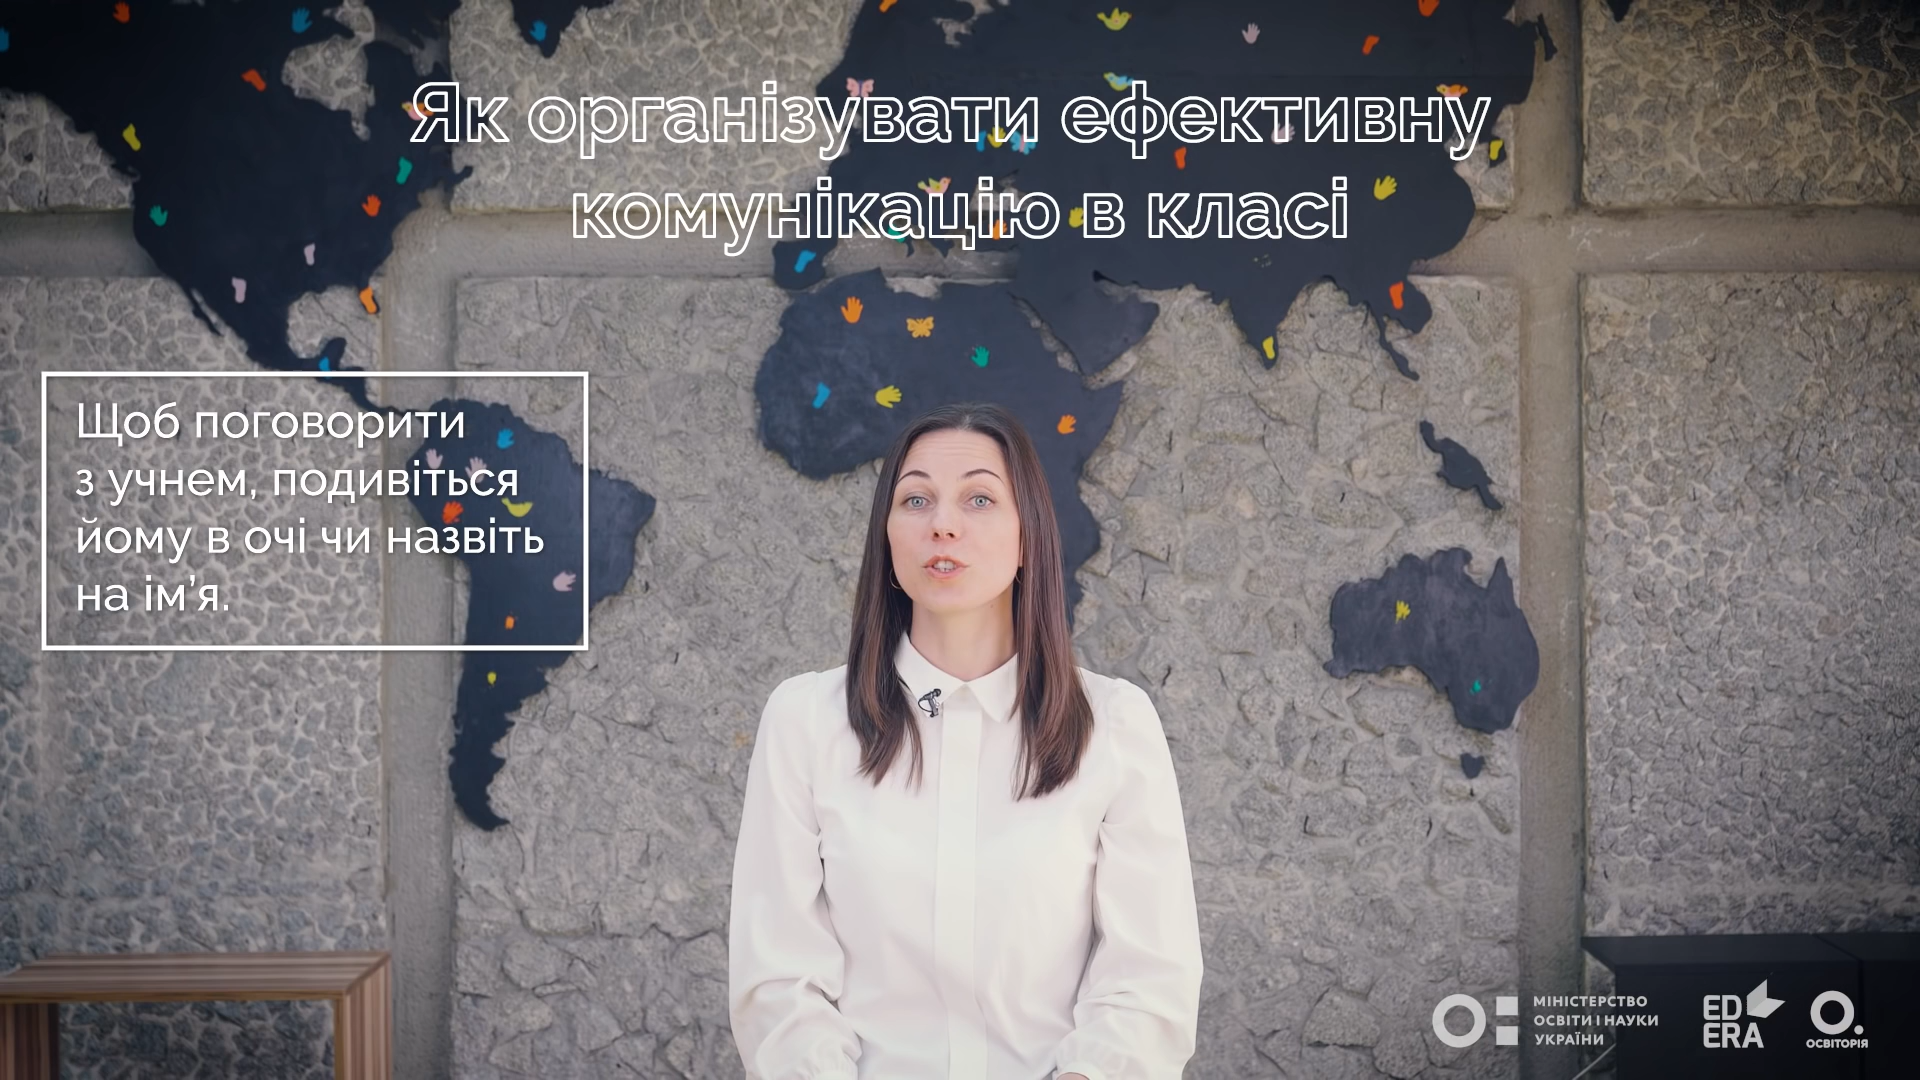 Як організувати ефективну
комунікацію в класі
Щоб поговорити
з учнем, подивіться
йому в очі чи назвіть
на ім’я.
МІНІСТЕРСТВО
ОСВІТИ І НАУКИ
УКРАЇНИ
ED
ERA
ОСВІТОРІЯ